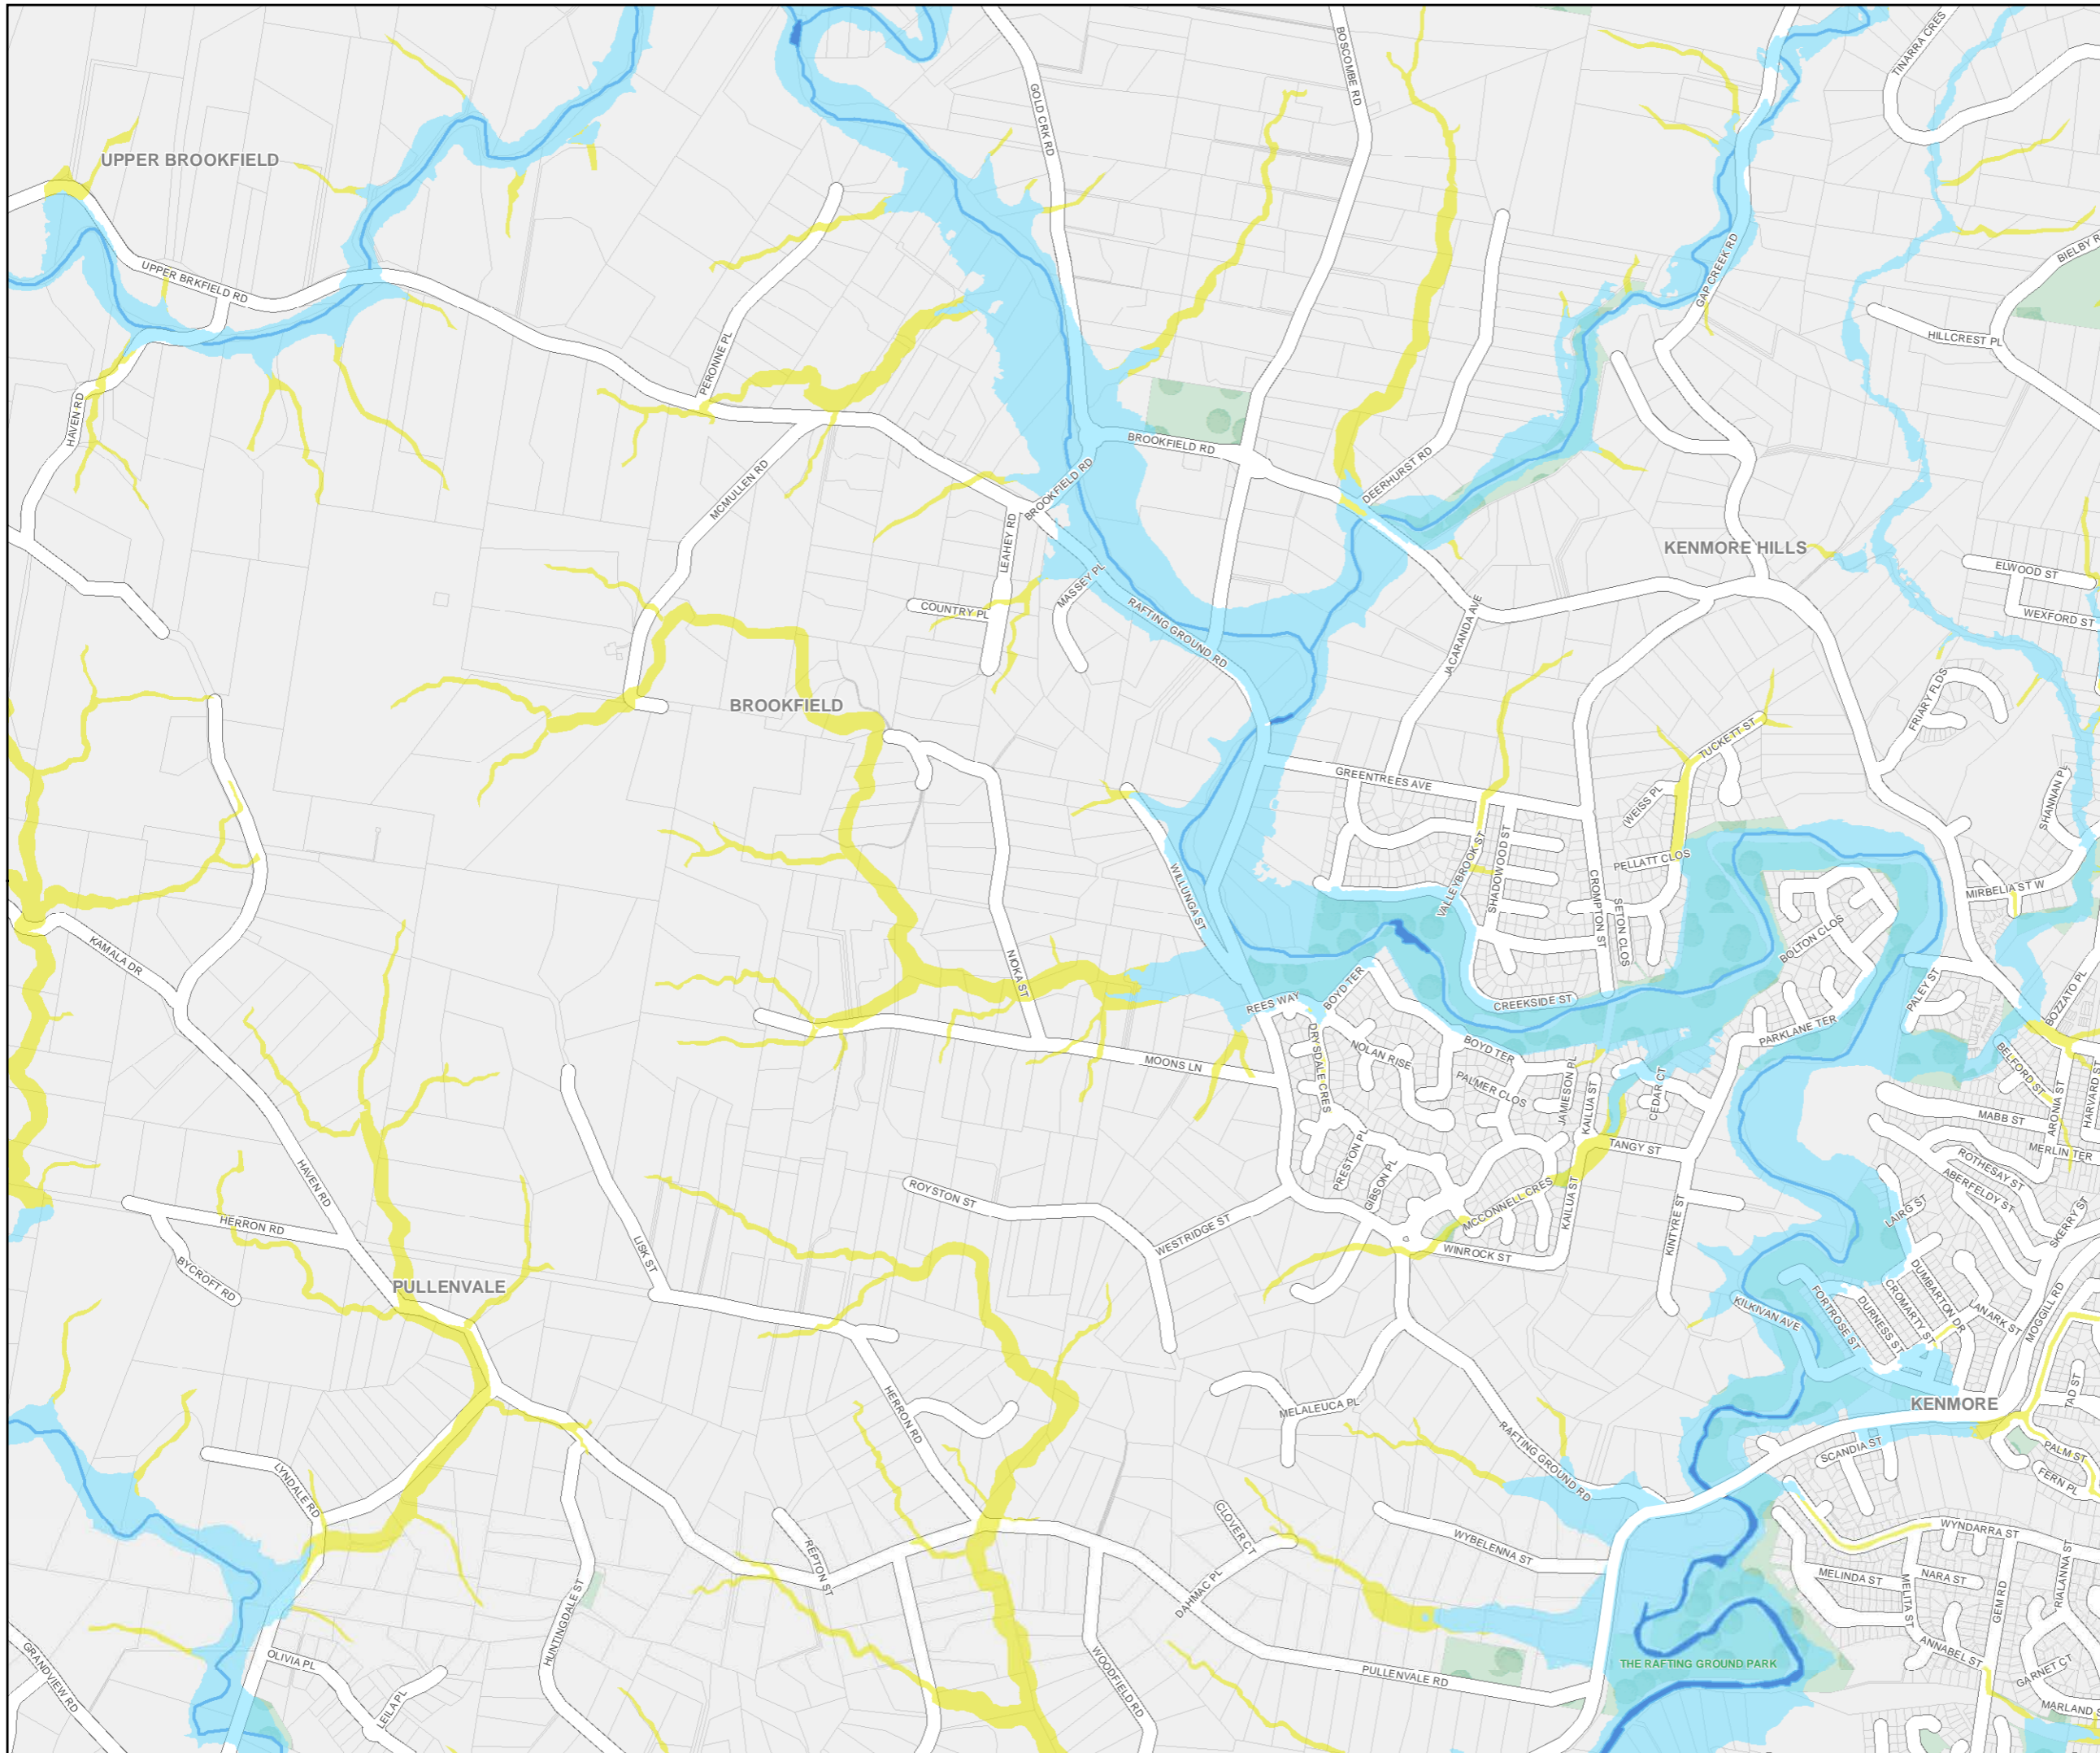 TINARRA CRES
BOSCOMBE RD
GOLD CRK RD
UPPER BROOKFIELD
UPPER BRKFIELD RD
GAP CREEK RD
HILLCREST PL
PERONNE PL
HAVEN RD
BROOKFIELD RD
BROOKFIELD RD
DEERHURST RD
MCMULLEN RD
LEAHEY RD
KENMORE HILLS
ELWOOD ST
WEXFORD ST
MASSEY PL
COUNTRY PL
RAFTING GROUND RD
JACARANDA AVE
BROOKFIELD
FRIARY FLDS
TUCKETT ST
GREENTREES AVE
WEISS PL
SHANNAN PL
VALLEYBROOK ST
SHADOWOOD ST
PELLATT CLOS
CROMPTON ST
SETON CLOS
MIRBELIA ST W
WILLUNGA ST
BOLTON CLOS
KAMALA DR
NIOKA ST
BOYD TER
REES WAY
CREEKSIDE ST
PALEY ST
BOZZATO PL
PARKLANE TER
DRYSDALE CRES
NOLAN RISE
BOYD TER
MOONS LN
PALMER CLOS
JAMIESON PL
KAILUA ST
CEDAR CT
BELFORD ST
ARONIA ST
HARVARD ST
MABB ST
TANGY ST
MERLIN TER
PRESTON PL
GIBSON PL
ROTHESAY ST
ABERFELDY ST
HAVEN RD
ROYSTON ST
MCCONNELL CRES
KAILUA ST
LAIRG ST
SKERRY ST
HERRON RD
WESTRIDGE ST
WINROCK ST
KINTYRE ST
LISK ST
BYCROFT RD
PULLENVALE
DUMBARTON DR
KILKIVAN AVE
FORTROSE ST
DURNESS ST
CROMARTY ST
MOGGILL RD
HERRON RD
MELALEUCA PL
KENMORE
TAD ST
RAFTING GROUND RD
SCANDIA ST
PALM ST
FERN PL
LYNDALE RD
CLOVER CT
WYBELENNA ST
WYNDARRA ST
REPTON ST
MELINDA ST
NARA ST
MELITA ST
GEM RD
RIALANNA ST
DAHMAC PL
HUNTINGDALE ST
GRANDVIEW RD
OLIVIA PL
LEILA PL
WOODFIELD RD
PULLENVALE RD
THE RAFTING GROUND PARK
ANNABEL ST
GARNET CT